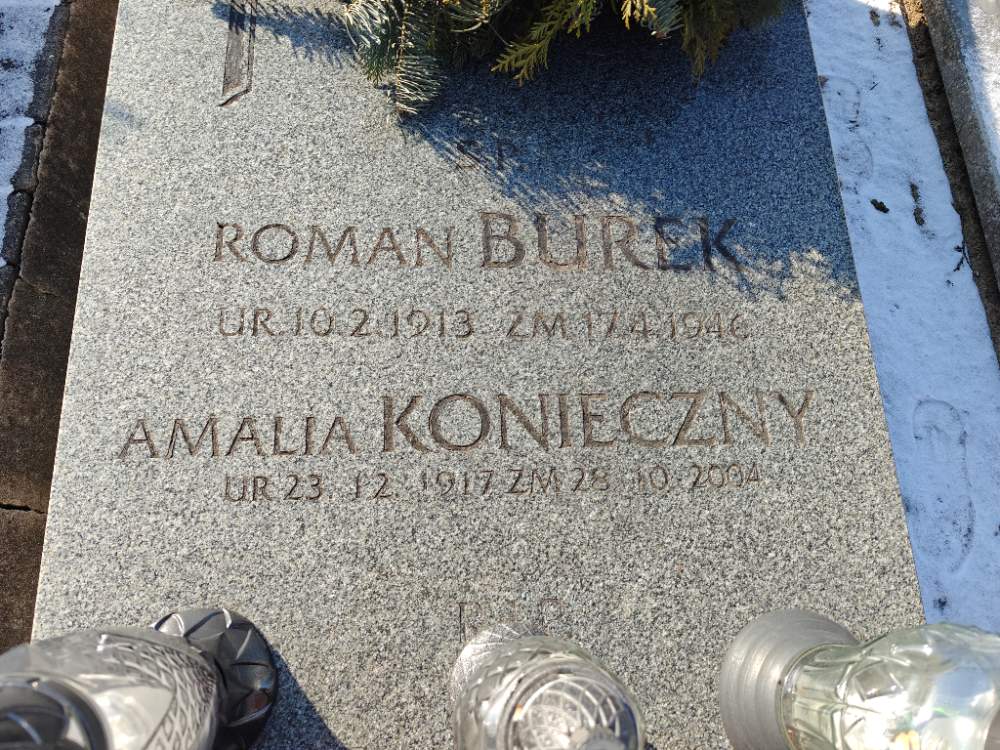 Ś.P.
ROMAN BUREK
UR.10.2.1913 ZM.17.4.1946
AMALIA KONIECZNY
UR 23. 12. 1917 ZM 28. 10. 2004